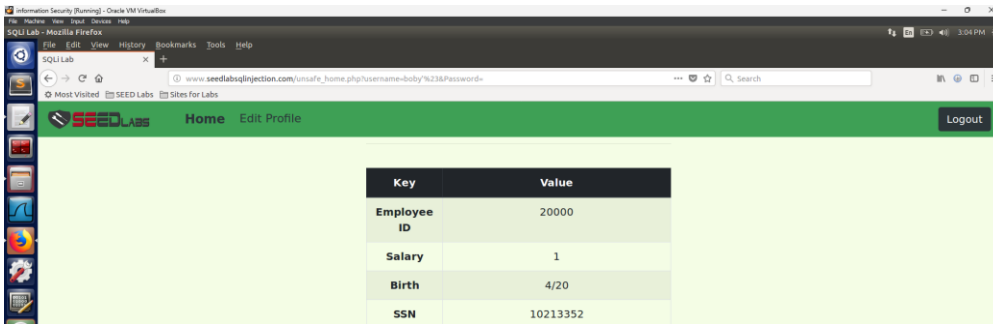 information Security [Running] - Oracle VM VirtualBox
File Machine View Input Devices Help
SQLi Lab - Mozilla Firefox
En 3:04 PM
File Edit View History Bookmarks Tools Help
SQLi Lab × +
www.seedlabsqlinjection.com/unsafe_home.php?username=boby'%23&Password=
Search
Most Visited SEED Labs Sites for Labs
SEEDLABS Home Edit Profile Logout
Key Value
Employee ID 20000
Salary 1
Birth 4/20
SSN 10213352